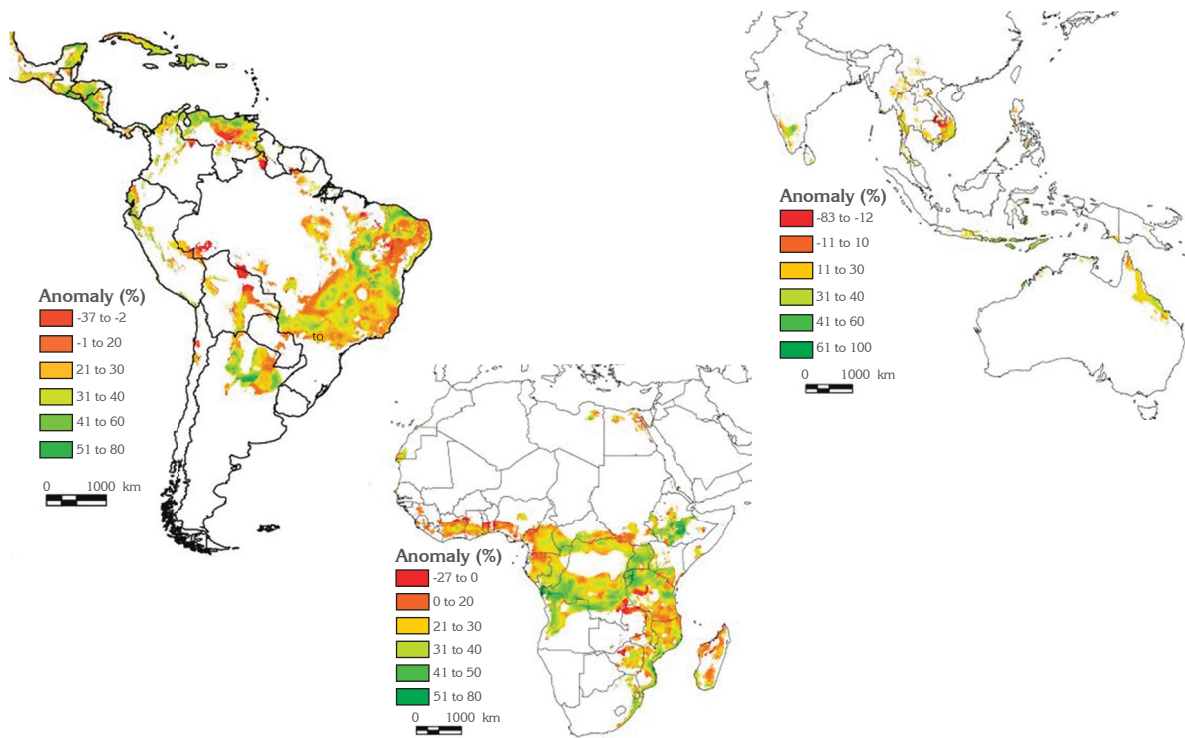 Anomaly (%)
-37 to -2
-1 to 20
21 to 30
31 to 40
41 to 60
51 to 80
0 1000 km
to
Anomaly (%)
-27 to 0
0 to 20
21 to 30
31 to 40
41 to 50
51 to 80
0 1000 km
Anomaly (%)
-83 to -12
-11 to 10
11 to 30
31 to 40
41 to 60
61 to 100
0 1000 km